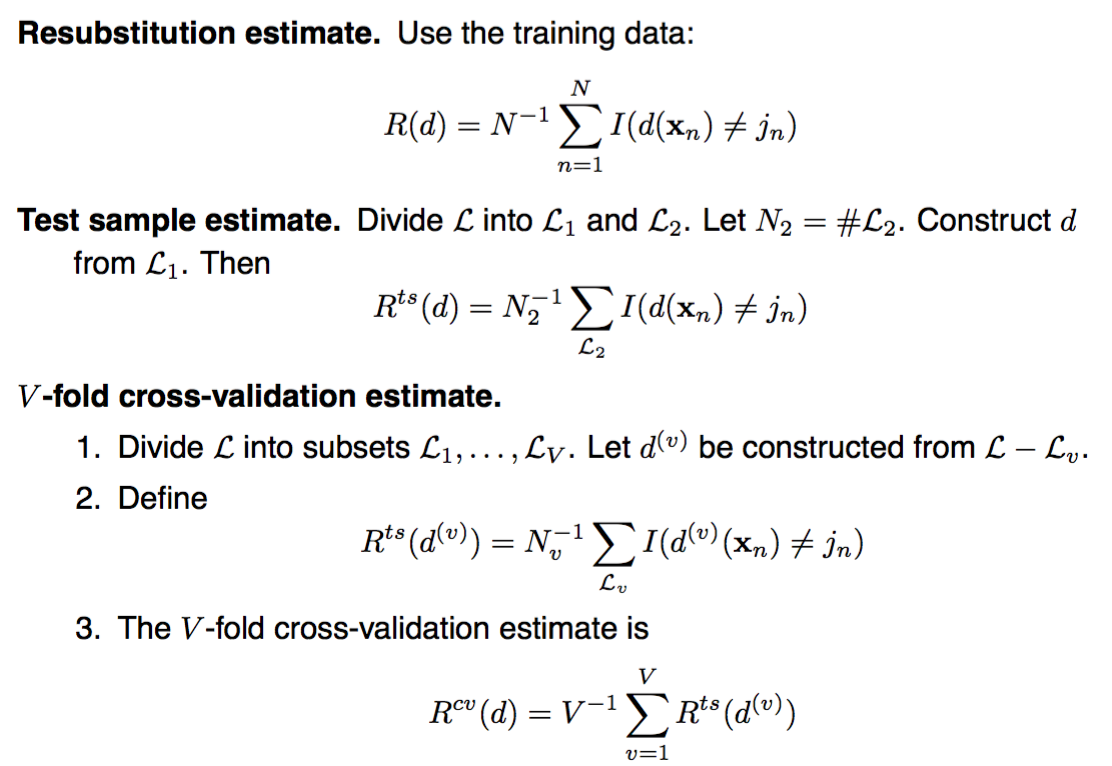 Resubstitution estimate. Use the training data:
R(d) = N^{-1} \sum_{n=1}^{N} I(d(\mathbf{x}_n) \neq j_n)
Test sample estimate. Divide \mathcal{L} into \mathcal{L}_1 and \mathcal{L}_2. Let N_2 = \#\mathcal{L}_2. Construct d
from \mathcal{L}_1. Then
R^{ts}(d) = N_2^{-1} \sum_{\mathcal{L}_2} I(d(\mathbf{x}_n) \neq j_n)
V-fold cross-validation estimate.
1. Divide \mathcal{L} into subsets \mathcal{L}_1, \ldots, \mathcal{L}_V. Let d^{(v)} be constructed from \mathcal{L} - \mathcal{L}_v.
2. Define
R^{ts}(d^{(v)}) = N_v^{-1} \sum_{\mathcal{L}_v} I(d^{(v)}(\mathbf{x}_n) \neq j_n)
3. The V-fold cross-validation estimate is
R^{cv}(d) = V^{-1} \sum_{v=1}^{V} R^{ts}(d^{(v)})